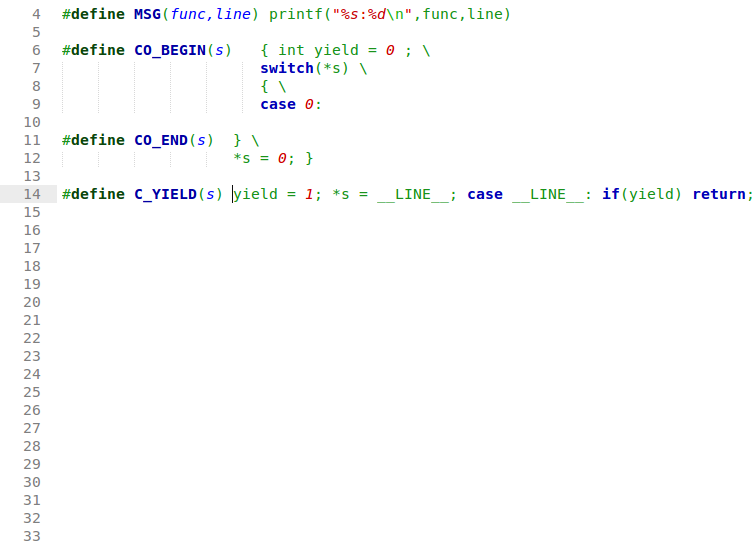 4 #define MSG(func,line) printf("%s:%d\n",func,line)
5
6 #define CO_BEGIN(s)   { int yield = 0 ; \
7                       switch(*s) \
8                       { \
9                       case 0:
10
11 #define CO_END(s)  } \
12                    *s = 0; }
13
14 #define C_YIELD(s) yield = 1; *s = __LINE__; case __LINE__: if(yield) return;
15
16
17
18
19
20
21
22
23
24
25
26
27
28
29
30
31
32
33